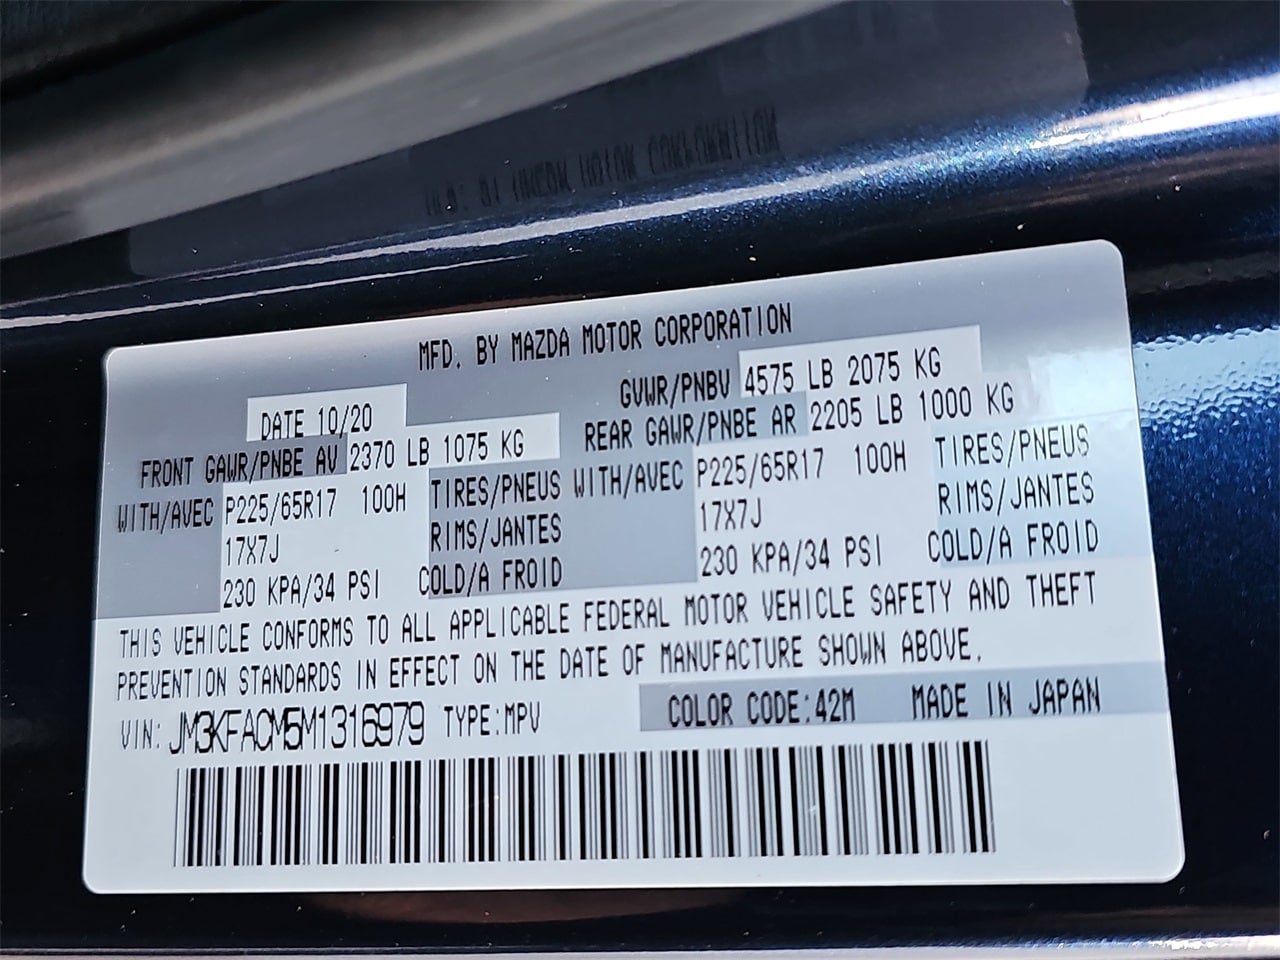 MFD. BY MAZDA MOTOR CORPORATION
DATE 10/20 GVWR/PNBV 4575 LB 2075 KG
FRONT GAWR/PNBE AV 2370 LB 1075 KG REAR GAWR/PNBE AR 2205 LB 1000 KG
WITH/AVEC P225/65R17 100H TIRES/PNEUS WITH/AVEC P225/65R17 100H TIRES/PNEUS
17X7J RIMS/JANTES 17X7J RIMS/JANTES
230 KPA/34 PSI COLD/A FROID 230 KPA/34 PSI COLD/A FROID
THIS VEHICLE CONFORMS TO ALL APPLICABLE FEDERAL MOTOR VEHICLE SAFETY AND THEFT
PREVENTION STANDARDS IN EFFECT ON THE DATE OF MANUFACTURE SHOWN ABOVE.
VIN: JM3KFACM5M1316979 TYPE:MPV COLOR CODE:42M MADE IN JAPAN